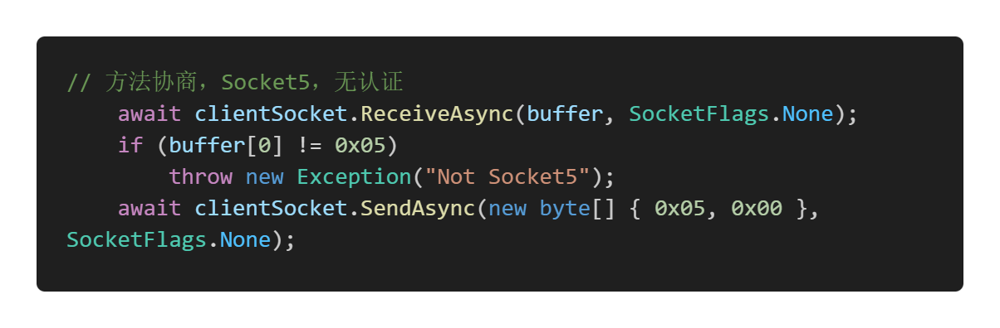 // 方法协商，Socket5，无认证
    await clientSocket.ReceiveAsync(buffer, SocketFlags.None);
    if (buffer[0] != 0x05)
        throw new Exception("Not Socket5");
    await clientSocket.SendAsync(new byte[] { 0x05, 0x00 },
SocketFlags.None);